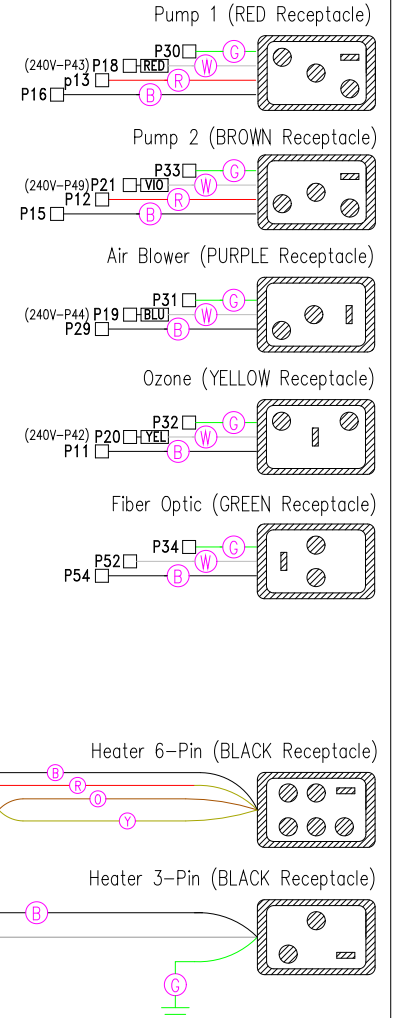 Pump 1 (RED Receptacle)
P30 G
(240V-P43) P18 RED W
p13 R
P16 B
Pump 2 (BROWN Receptacle)
P33 G
(240V-P49) P21 VIO W
P12 R
P15 B
Air Blower (PURPLE Receptacle)
P31 G
(240V-P44) P19 BLU W
P29 B
Ozone (YELLOW Receptacle)
P32 G
(240V-P42) P20 YEL W
P11 B
Fiber Optic (GREEN Receptacle)
P34 G
P52 W
P54 B
Heater 6-Pin (BLACK Receptacle)
B
R
O
Y
Heater 3-Pin (BLACK Receptacle)
B
G